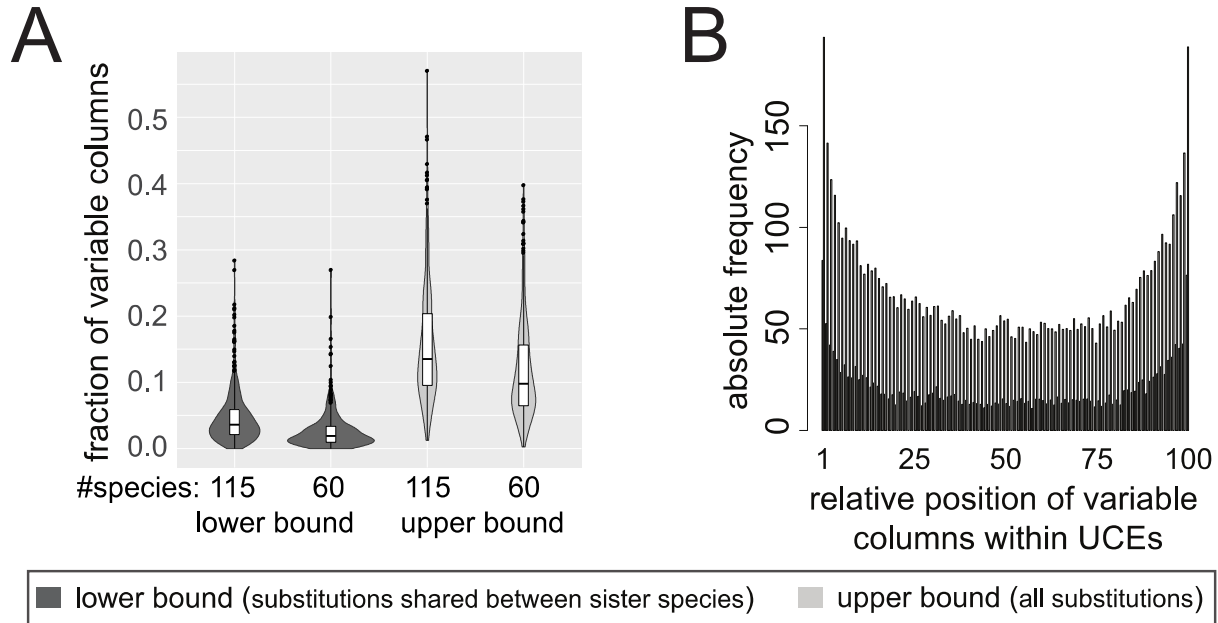 A
B
fraction of variable columns
0.5
0.4
0.3
0.2
0.1
0.0
#species: 115 60 115 60
lower bound upper bound
absolute frequency
150
100
50
0
1 25 50 75 100
relative position of variable
columns within UCEs
lower bound (substitutions shared between sister species) upper bound (all substitutions)